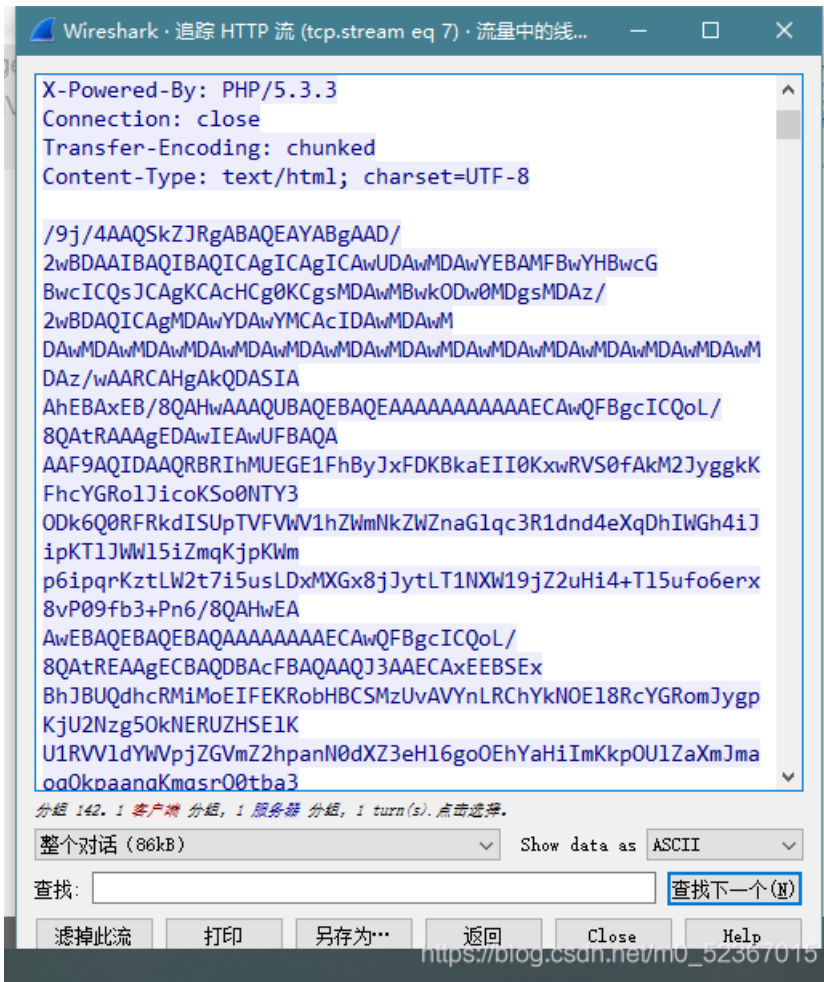 Wireshark · 追踪 HTTP 流 (tcp.stream eq 7) · 流量中的线...
X-Powered-By: PHP/5.3.3
Connection: close
Transfer-Encoding: chunked
Content-Type: text/html; charset=UTF-8
/9j/4AAQSkZJRgABAQEAYABgAAD/
2wBDAAIBAQIBAQICAgICAgICAwUDAwMDAwYEBAMFBwYHBwcG
BwcICQsJCAgKCAcHCg0KCgsMDAwMBwkODw0MDgsMDAz/
2wBDAQICAgMDAwYDAwYMCAcIDAwMDAwM
DAwMDAwMDAwMDAwMDAwMDAwMDAwMDAwMDAwMDAwMDAwMDAwMDAwM
DAz/wAARCAHgAkQDASIA
AhEBAxEB/8QAHwAAAQUBAQEBAQEAAAAAAAAAAAECAwQFBgcICQoL/
8QAtRAAAgEDAwIEAwUFBAQA
AAF9AQIDAAQRBRIhMUEGE1FhByJxFDKBkaEII0KxwRVS0fAkM2JyggkK
FhcYGRolJicoKSo0NTY3
ODk6Q0RFRkdISUpTVFVWV1hZWmNkZWZnaGlqc3R1dnd4eXqDhIWGh4iJ
ipKTlJWWl5iZmqKjpKWm
p6ipqrKztLW2t7i5usLDxMXGx8jJytLT1NXW19jZ2uHi4+Tl5ufo6erx
8vP09fb3+Pn6/8QAHwEA
AwEBAQEBAQEBAQAAAAAAAAECAwQFBgcICQoL/
8QAtREAAgECBAQDBAcFBAQAAQJ3AAECAxEEBSEx
BhJBUQdhcRMiMoEIFEKRobHBCSMzUvAVYnLRChYkNOEl8RcYGRomJygp
KjU2Nzg5OkNERUZHSElK
U1RVVldYWVpjZGVmZ2hpanN0dXZ3eHl6goOEhYaHiImKkpOUlZaXmJma
oqOkpaanqKmqsrO0tba3
分组 142。1 客户端 分组, 1 服务器 分组, 1 turn(s).点击选择.
整个对话 (86kB)
Show data as
ASCII
查找:
查找下一个(N)
滤掉此流
打印
另存为…
返回
Close
Help
https://blog.csdn.net/m0_52367015